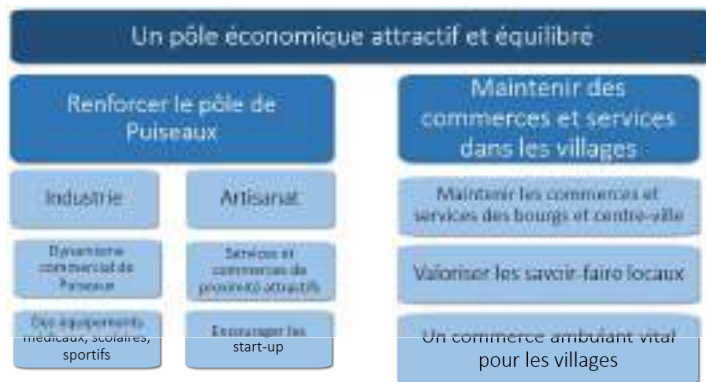 Un pôle économique attractif et équilibré
Renforcer le pôle de
Puiseaux
Industrie
Artisanat
Dynamisme
commercial de
Puiseaux
Services et
commerces de
proximité attractifs
Des équipements
médicaux, scolaires,
sportifs
Encourager les
start-up
Maintenir des
commerces et services
dans les villages
Maintenir les commerces et
services des bourgs et centre-ville
Valoriser les savoir-faire locaux
Un commerce ambulant vital
pour les villages